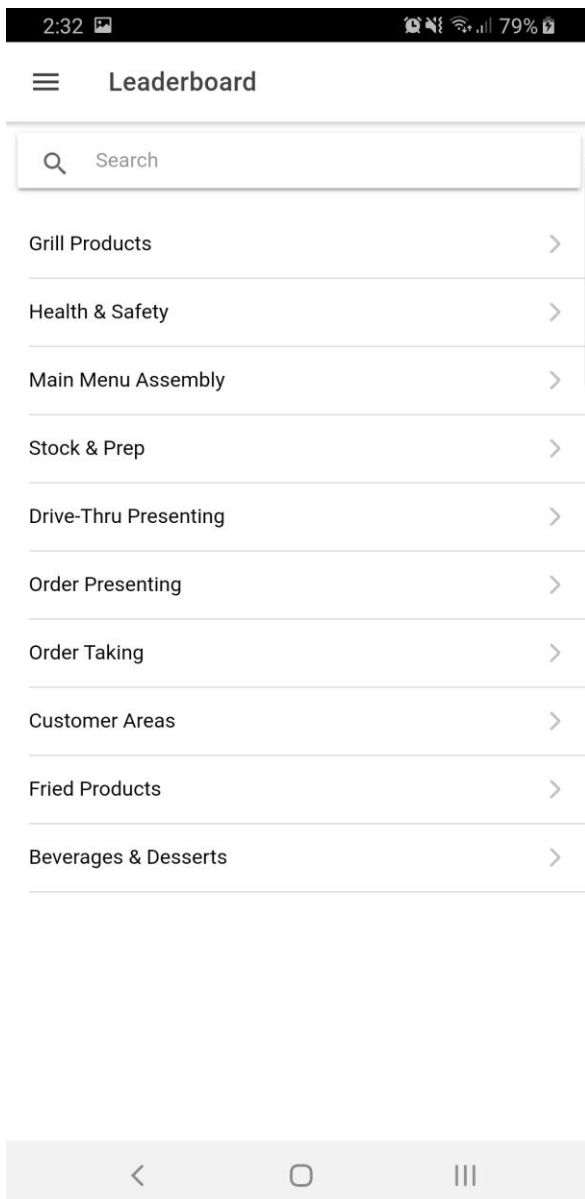 2:32 79%
Leaderboard
Search
Grill Products
Health & Safety
Main Menu Assembly
Stock & Prep
Drive-Thru Presenting
Order Presenting
Order Taking
Customer Areas
Fried Products
Beverages & Desserts